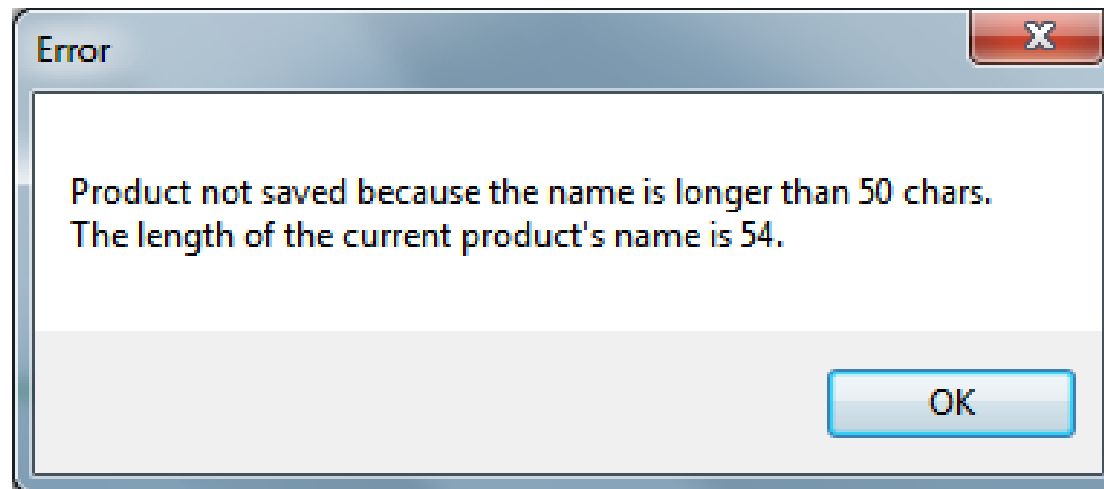 Error
Product not saved because the name is longer than 50 chars.
The length of the current product's name is 54.
OK